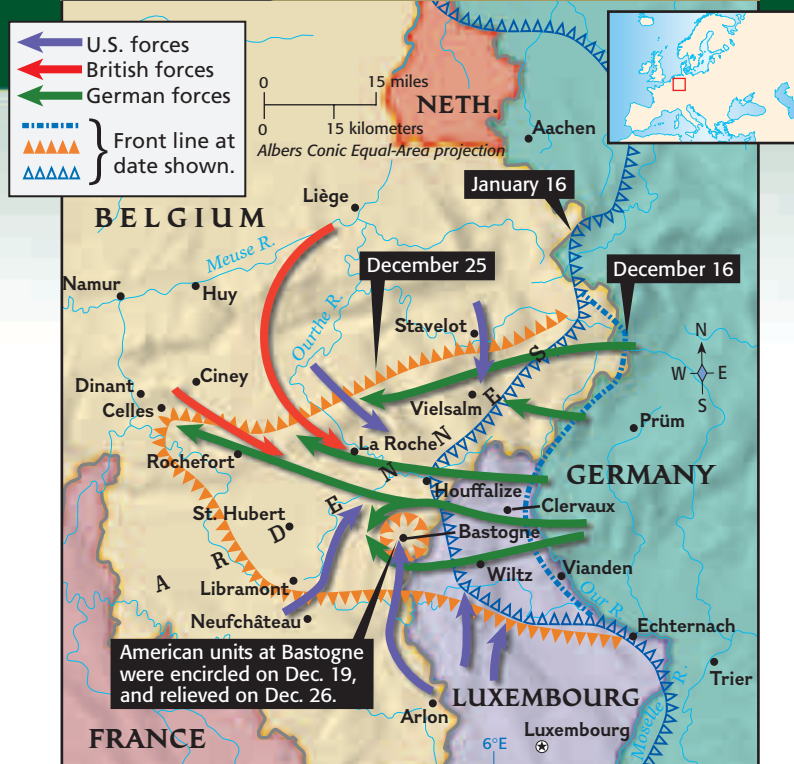 U.S. forces
British forces
German forces
Front line at
date shown.
0 15 miles
0 15 kilometers
Albers Conic Equal-Area projection
NETH.
Aachen
January 16
Liège
BELGIUM
Meuse R.
December 25
December 16
Namur
Huy
Ourthe R.
Stavelot
N
W E
S
Dinant
Ciney
Celles
Vielsalm
Prüm
La Roche
Rochefort
GERMANY
Houffalize
Clervaux
St. Hubert
ARDENNES
Bastogne
Wiltz
Vianden
Libramont
Our R.
Neufchâteau
Echternach
American units at Bastogne
were encircled on Dec. 19,
and relieved on Dec. 26.
Trier
LUXEMBOURG
Arlon
Moselle R.
FRANCE
6°E
Luxembourg